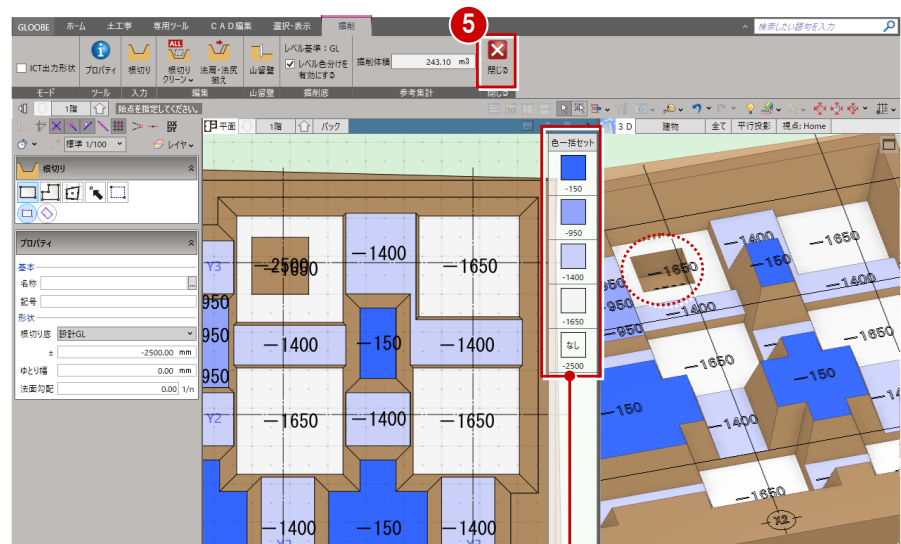 5
GLOOBE ホーム 土工事 専用ツール CAD編集 選択・表示 掘削 検索したい語句を入力
ICT出力形状 プロパティ 根切り ALL 根切りクリーン 法肩・法尻揃え 山留壁 レベル基準:GL
レベル色分けを有効にする 掘削体積 243.10 m3 閉じる
モード ツール 入力 編集 山留壁 掘削底 参考集計 閉じる
1階 始点を指定してください。
平面 1階 バック 3D 建物 全て 平行投影 視点: Home
標準 1/100 レイヤ
根切り
プロパティ
基本
名称
記号
形状
根切り底 設計GL
± -2500.00 mm
ゆとり幅 0.00 mm
法面勾配 0.00 1/n
色一括セット
-150
-950
-1400
-1650
なし
-2500
Y3
-1400
-1650
950
950
-1400
-150
-1400
950
Y2
-1650
-1400
-1650
-1400
-150
-1400
X2
-1400
-1650
-1650
-150
-1400
-950
-1400
-950
-1650
-1650
-150
-150
-1400
-1650
X2